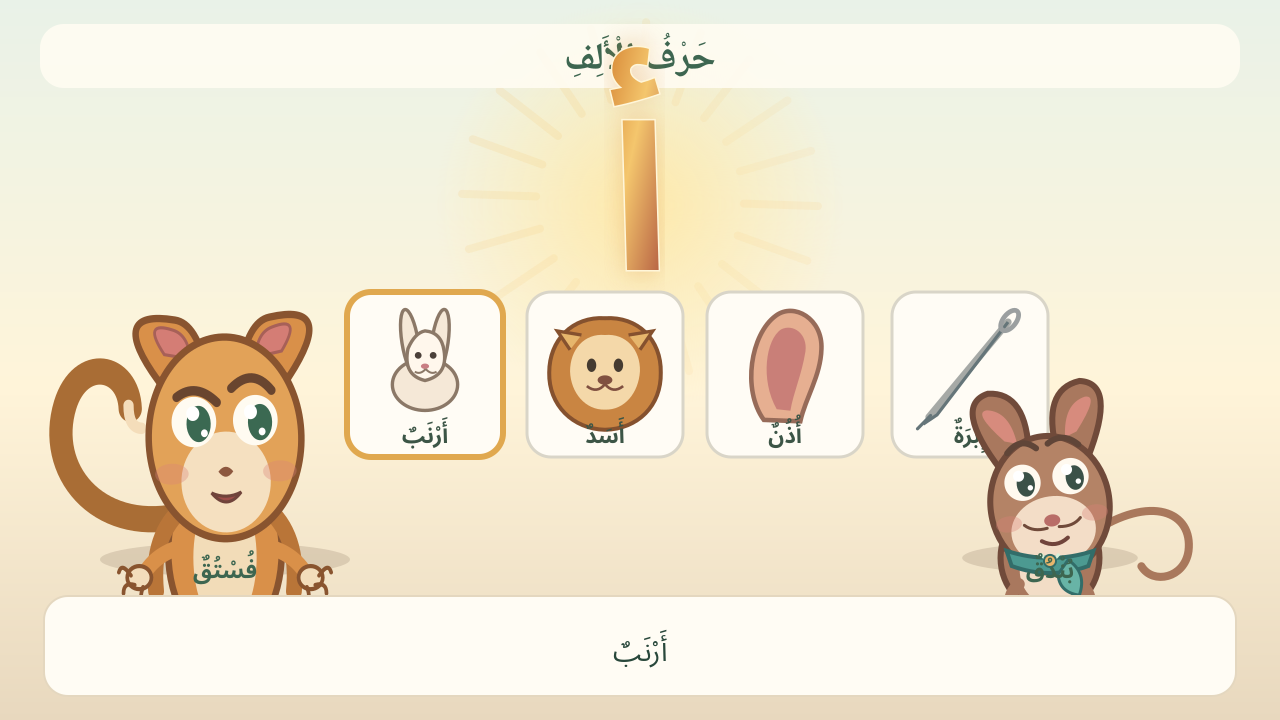 حَرْفُ الْأَلِفِ
أ
أَرْنَبٌ
أَسَدٌ
أُذُنٌ
فُسْتُقٌ
أَرْنَبٌ